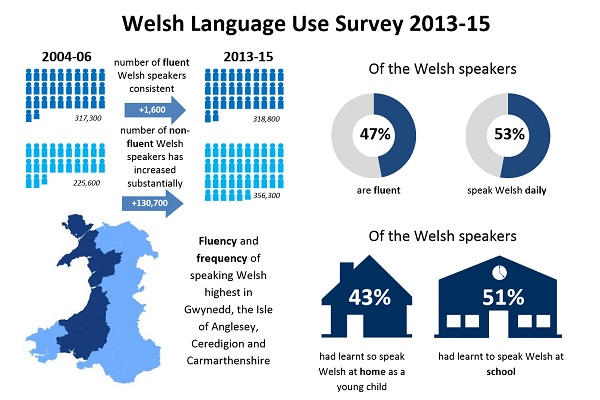 Welsh Language Use Survey 2013-15
2004-06
number of fluent
Welsh speakers
consistent
+1,600
2013-15
317,300
318,800
number of non-
fluent Welsh
speakers has
increased
substantially
+130,700
225,600
356,300
Fluency and
frequency of
speaking Welsh
highest in
Gwynedd, the Isle
of Anglesey,
Ceredigion and
Carmarthenshire
Of the Welsh speakers
47%
are fluent
53%
speak Welsh daily
Of the Welsh speakers
43%
had learnt so speak
Welsh at home as a
young child
51%
had learnt to speak Welsh at
school